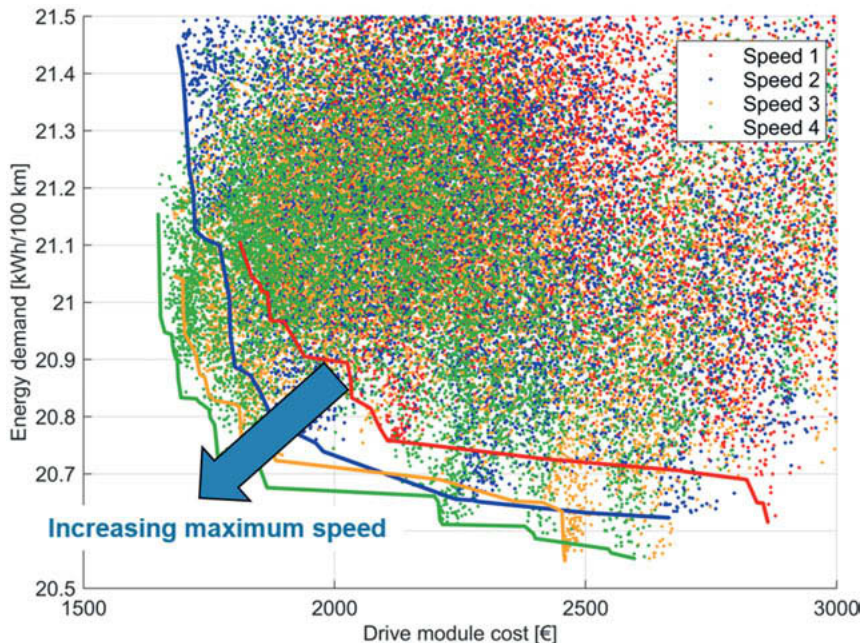 21.5
21.4
21.3
21.2
21.1
21
20.9
20.8
20.7
20.6
20.5
Energy demand [kWh/100 km]
Speed 1
Speed 2
Speed 3
Speed 4
Increasing maximum speed
1500 2000 2500 3000
Drive module cost [€]